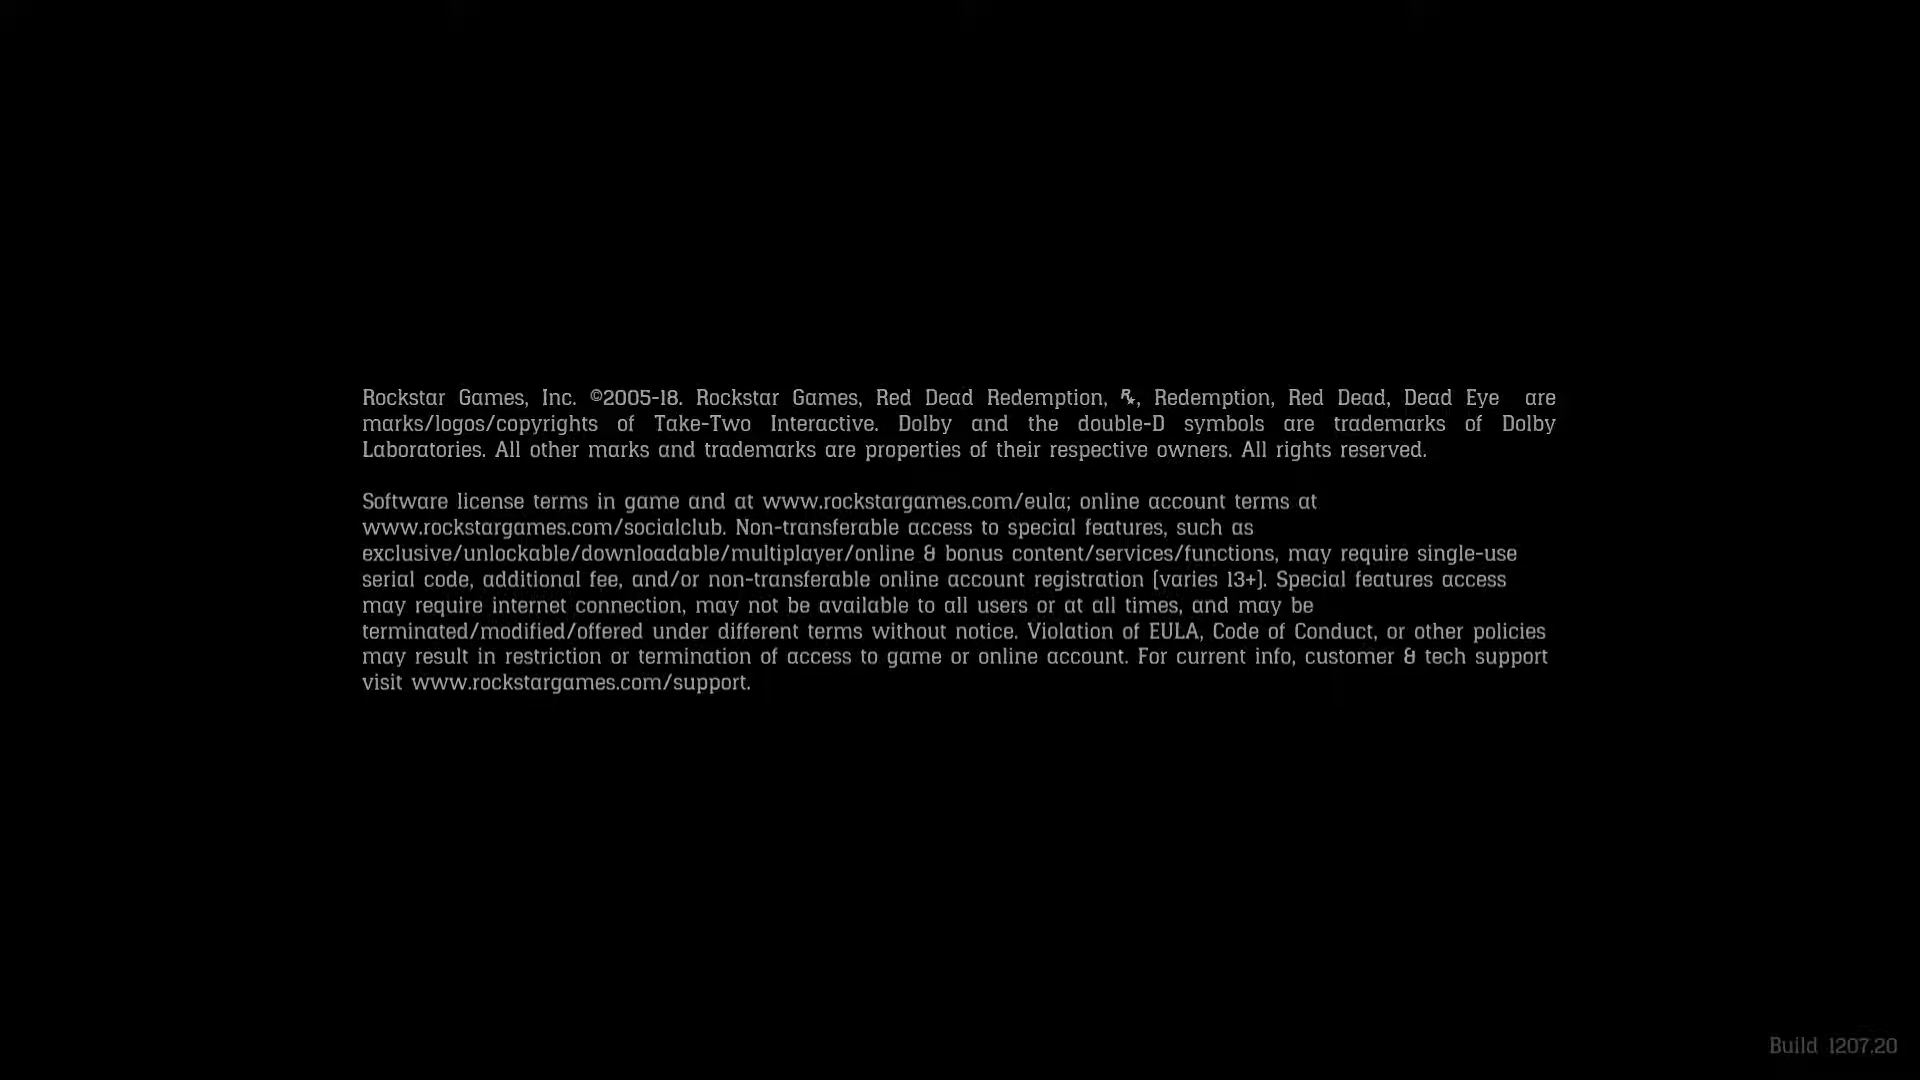 Rockstar Games, Inc. ©2005-18. Rockstar Games, Red Dead Redemption, R★, Redemption, Red Dead, Dead Eye are
marks/logos/copyrights of Take-Two Interactive. Dolby and the double-D symbols are trademarks of Dolby
Laboratories. All other marks and trademarks are properties of their respective owners. All rights reserved.
Software license terms in game and at www.rockstargames.com/eula; online account terms at
www.rockstargames.com/socialclub. Non-transferable access to special features, such as
exclusive/unlockable/downloadable/multiplayer/online & bonus content/services/functions, may require single-use
serial code, additional fee, and/or non-transferable online account registration (varies 13+). Special features access
may require internet connection, may not be available to all users or at all times, and may be
terminated/modified/offered under different terms without notice. Violation of EULA, Code of Conduct, or other policies
may result in restriction or termination of access to game or online account. For current info, customer & tech support
visit www.rockstargames.com/support.
Build 1207.20